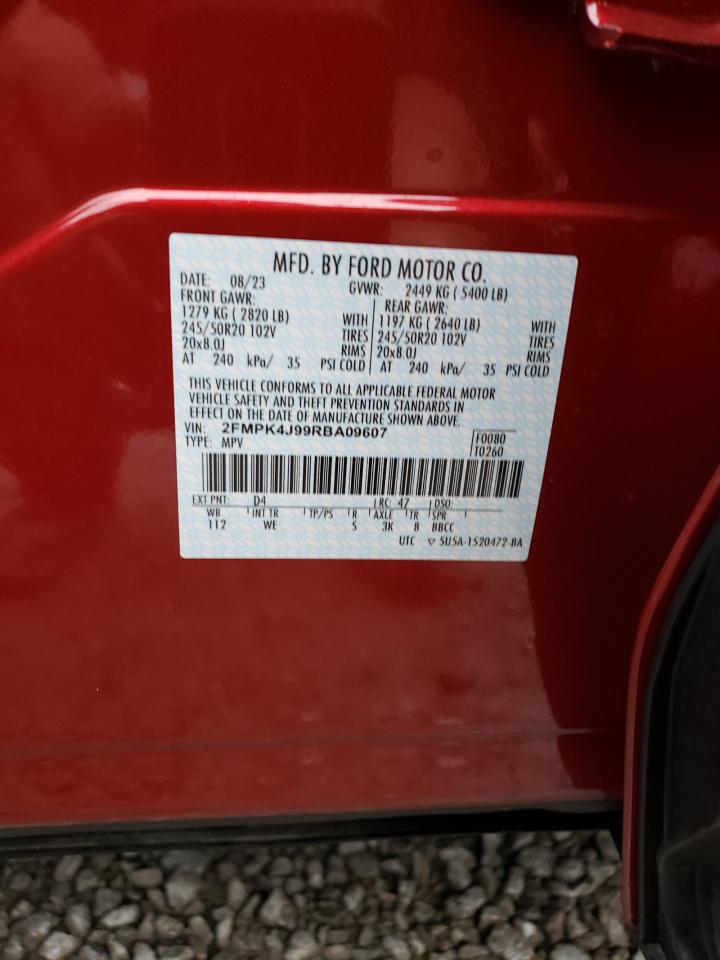 MFD. BY FORD MOTOR CO.
DATE: 08/23 GVWR: 2449 KG ( 5400 LB)
FRONT GAWR: REAR GAWR:
1279 KG ( 2820 LB) WITH 1197 KG ( 2640 LB) WITH
245/50R20 102V TIRES 245/50R20 102V TIRES
20x8.0J RIMS 20x8.0J RIMS
AT 240 kPa/ 35 PSI COLD AT 240 kPa/ 35 PSI COLD
THIS VEHICLE CONFORMS TO ALL APPLICABLE FEDERAL MOTOR
VEHICLE SAFETY AND THEFT PREVENTION STANDARDS IN
EFFECT ON THE DATE OF MANUFACTURE SHOWN ABOVE.
VIN: 2FMPK4J99RBA09607 F0080
TYPE: MPV T0260
EXT PNT: D4 RC: 47 DSO:
WB INT TR TP/PS R AXLE TR SPR
112 WE S 3K 8 BBCC
UTC ▽ 5U5A-1520472-BA